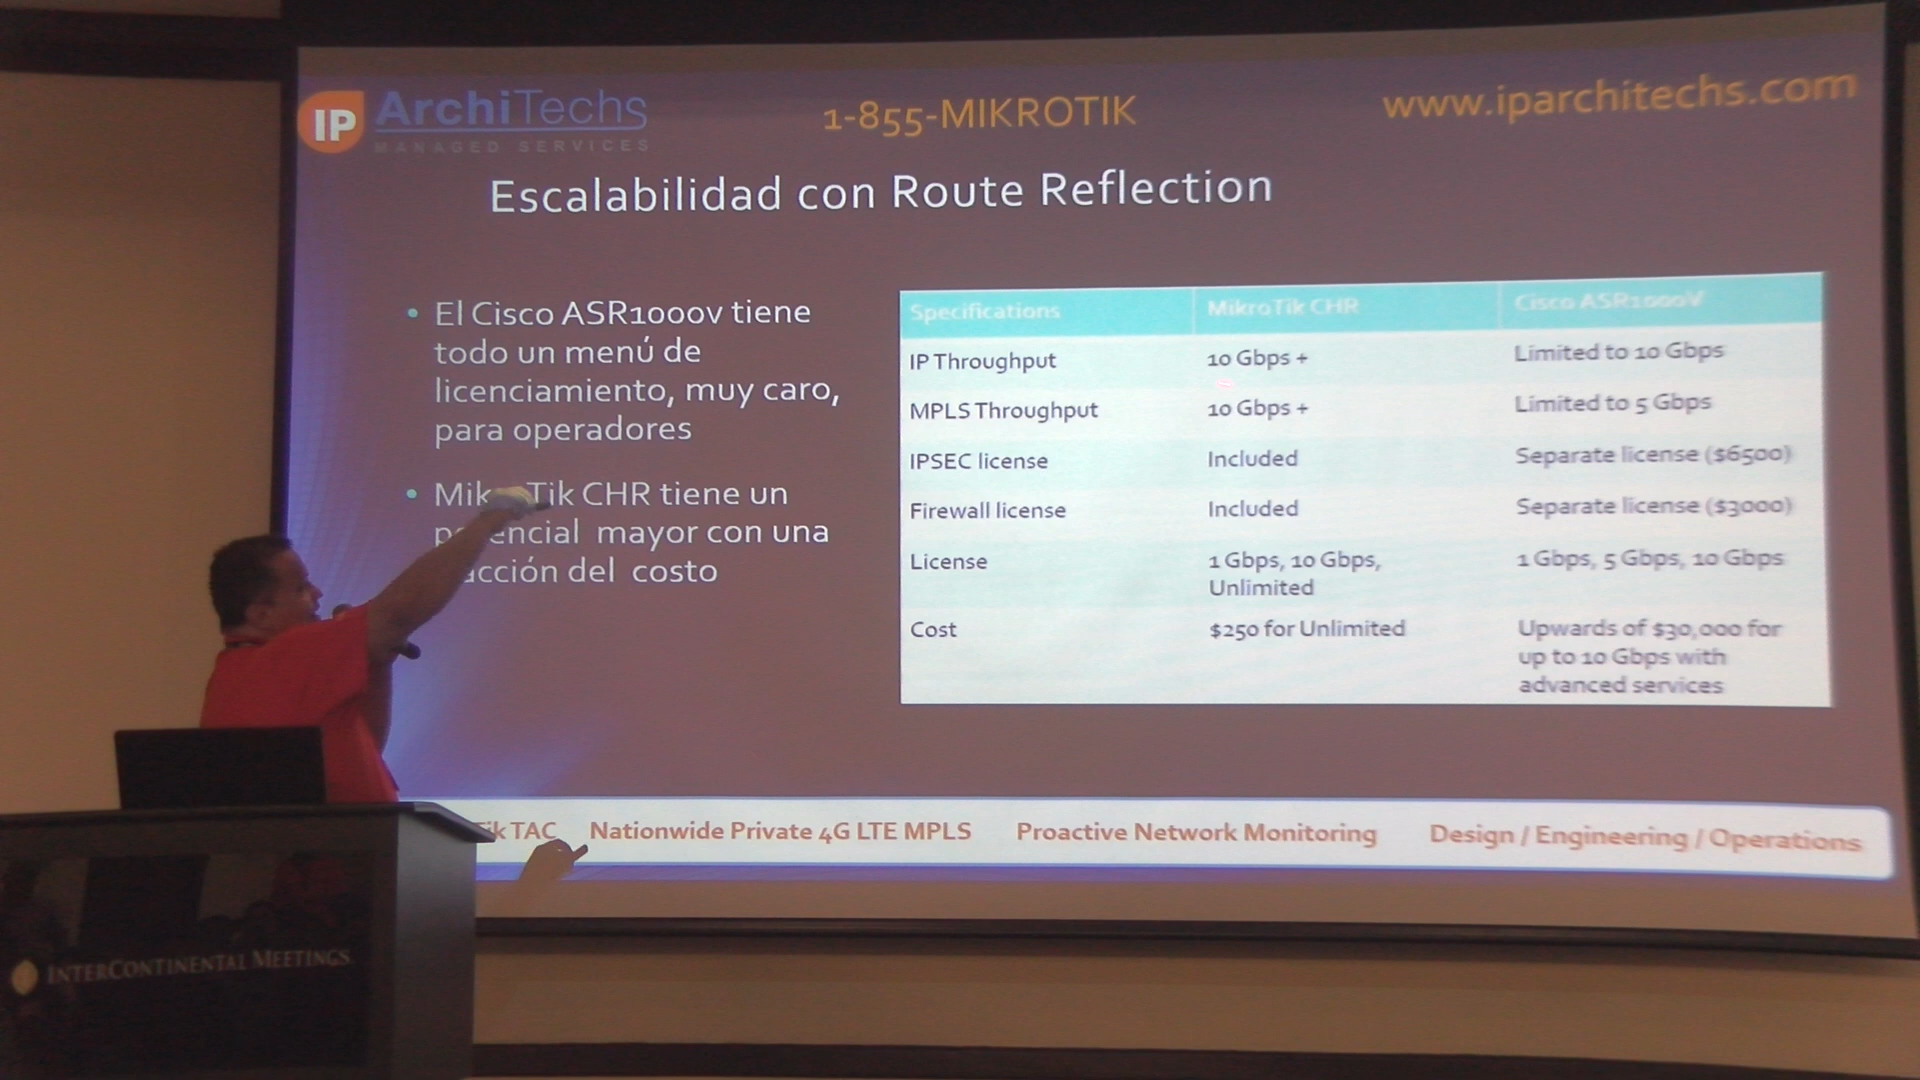 IP ArchiTechs
MANAGED SERVICES
1-855-MIKROTIK
www.iparchitechs.com
Escalabilidad con Route Reflection
• El Cisco ASR1000v tiene
todo un menú de
licenciamiento, muy caro,
para operadores
• Mik Tik CHR tiene un
encial mayor con una
acción del costo
Specifications MikroTik CHR Cisco ASR1000V
IP Throughput 10 Gbps + Limited to 10 Gbps
MPLS Throughput 10 Gbps + Limited to 5 Gbps
IPSEC license Included Separate license ($6500)
Firewall license Included Separate license ($3000)
License 1 Gbps, 10 Gbps,
Unlimited
1 Gbps, 5 Gbps, 10 Gbps
Cost $250 for Unlimited
Upwards of $30,000 for
up to 10 Gbps with
advanced services
Tik TAC Nationwide Private 4G LTE MPLS Proactive Network Monitoring Design / Engineering / Operations
INTERCONTINENTAL MEETINGS